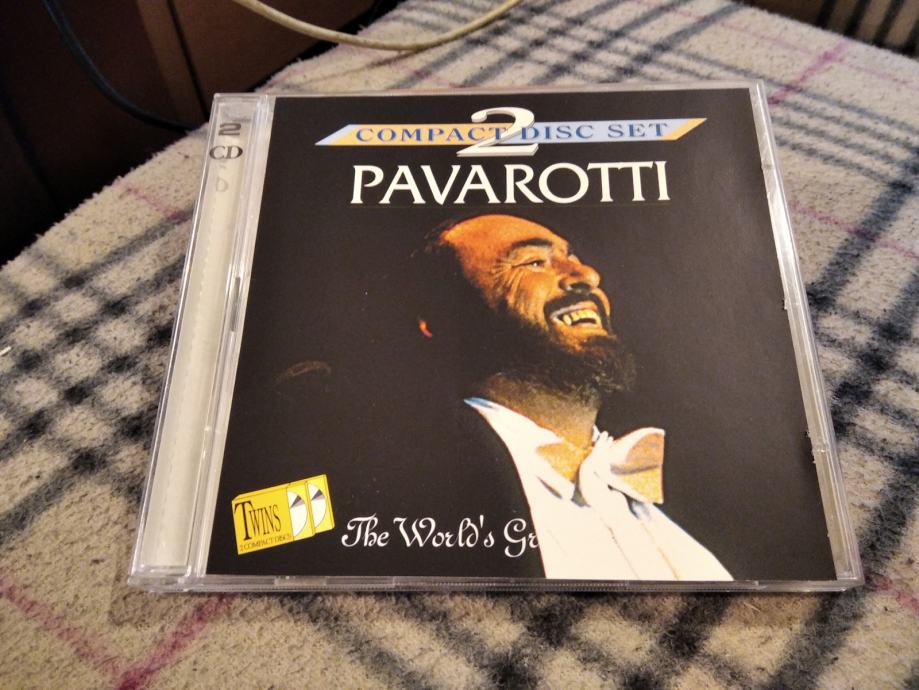 2
CD
COMPACT 2 DISC SET
PAVAROTTI
TWINS
2 COMPACT DISCS
The World's Gr